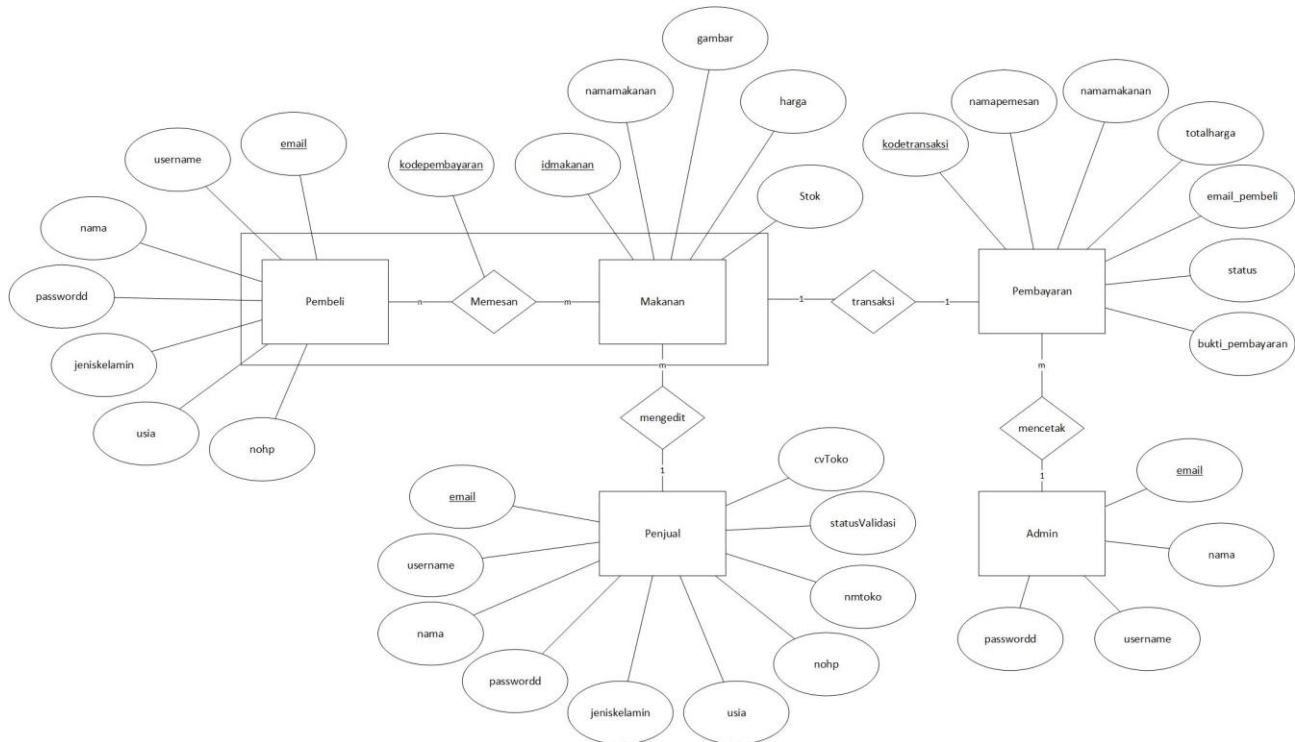 gambar
namamakanan
harga
idmakanan
Stok
kodepembayaran
email
username
nama
passwordd
jeniskelamin
usia
nohp
Pembeli
n
Memesan
m
Makanan
1
transaksi
1
Pembayaran
kodetransaksi
namapemesan
namamakanan
totalharga
email_pembeli
status
bukti_pembayaran
m
mengedit
1
Penjual
email
username
nama
passwordd
jeniskelamin
usia
nohp
nmtoko
statusValidasi
cvToko
m
mencetak
1
Admin
email
nama
username
passwordd